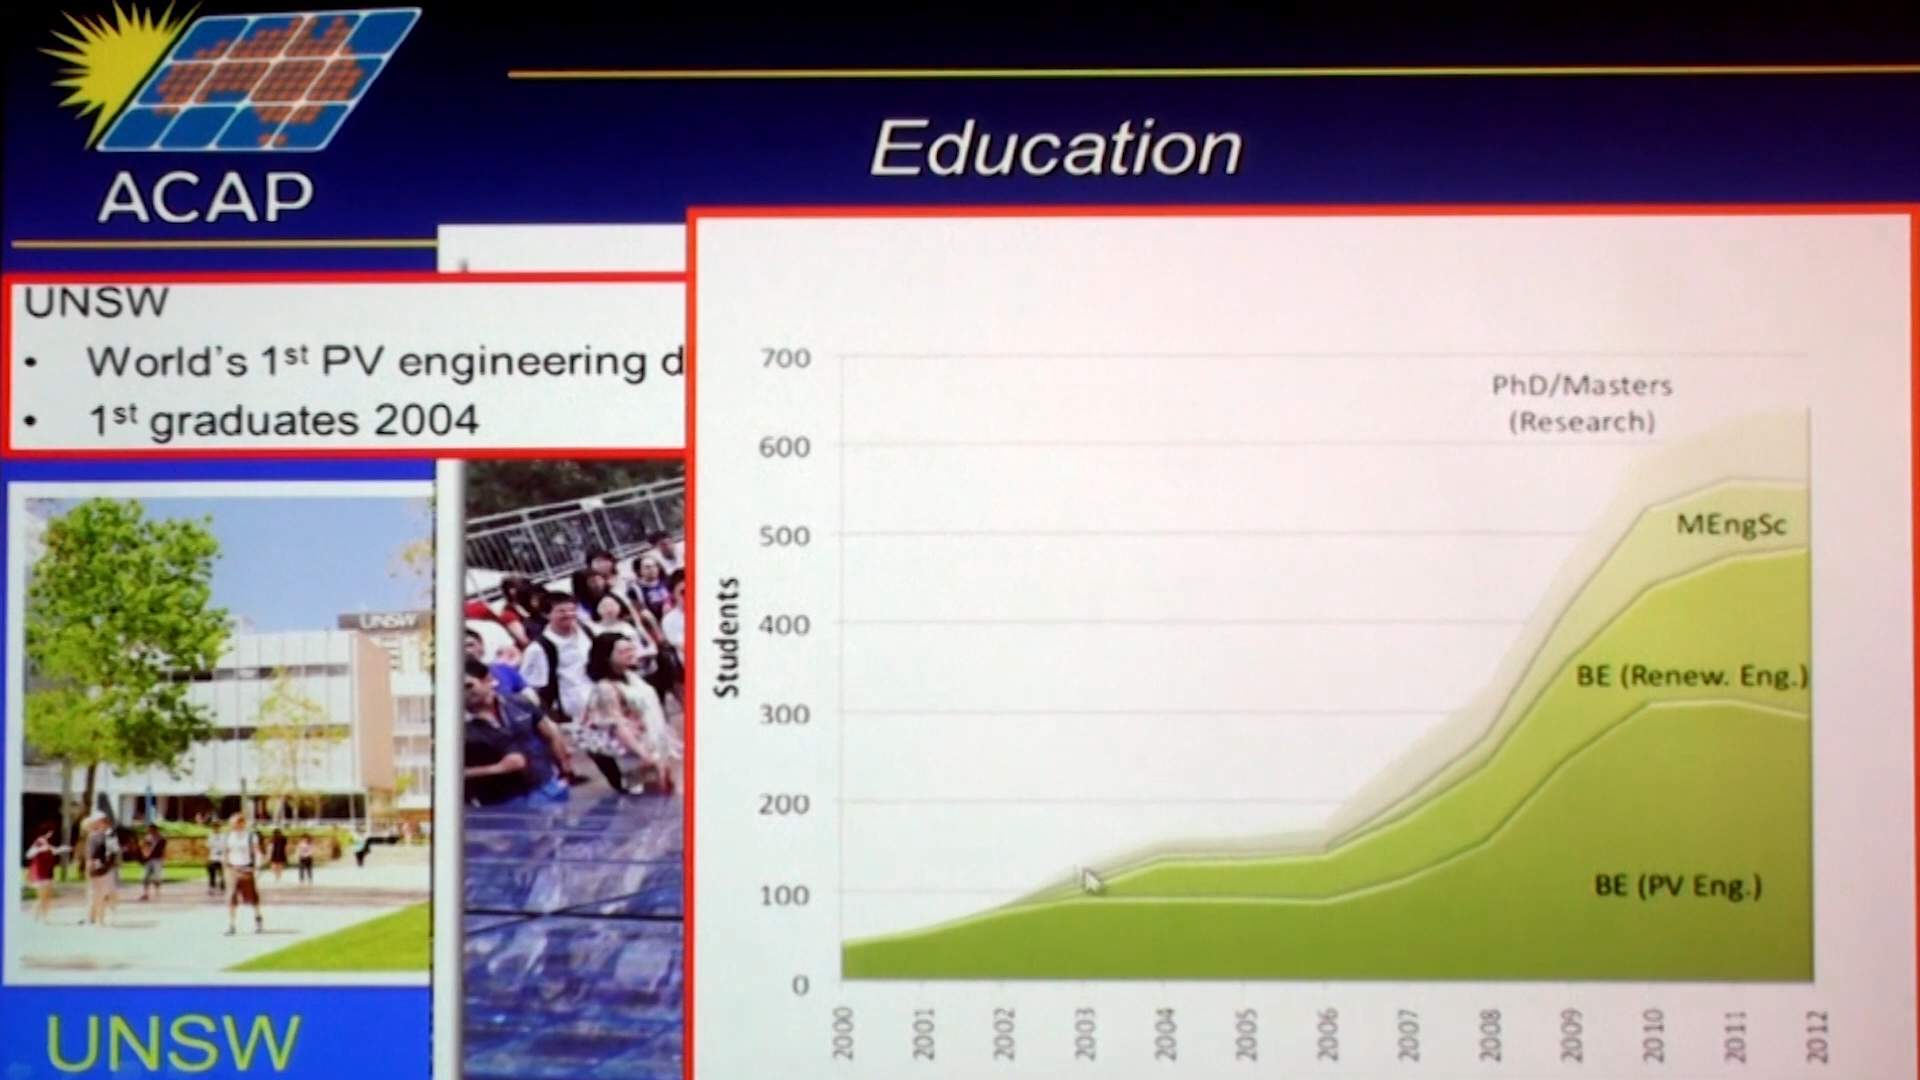 ACAP
Education
UNSW
• World's 1st PV engineering d
• 1st graduates 2004
UNSW
UNSW
700
600
500
400
300
200
100
0
Students
PhD/Masters
(Research)
MEngSc
BE (Renew. Eng.)
BE (PV Eng.)
2000
2001
2002
2003
2004
2005
2006
2007
2008
2009
2010
2011
2012